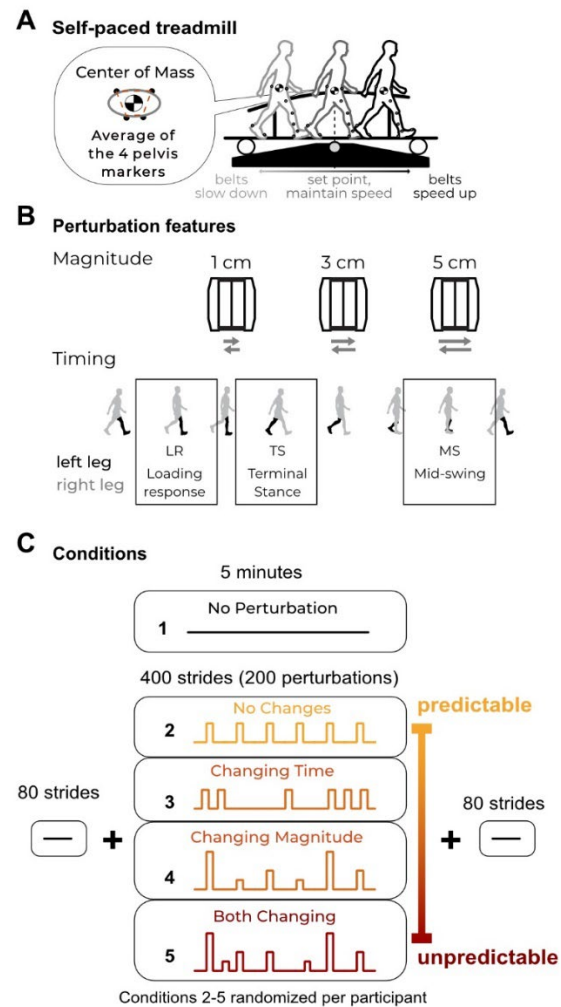 A Self-paced treadmill
Center of Mass
Average of
the 4 pelvis
markers
belts
slow down
set point,
maintain speed
belts
speed up
B Perturbation features
Magnitude
1 cm 3 cm 5 cm
Timing
left leg
right leg
LR
Loading
response
TS
Terminal
Stance
MS
Mid-swing
C Conditions
5 minutes
No Perturbation
1
400 strides (200 perturbations)
No Changes
2
predictable
Changing Time
3
80 strides
+
Changing Magnitude
4
80 strides
+
Both Changing
5
unpredictable
Conditions 2-5 randomized per participant